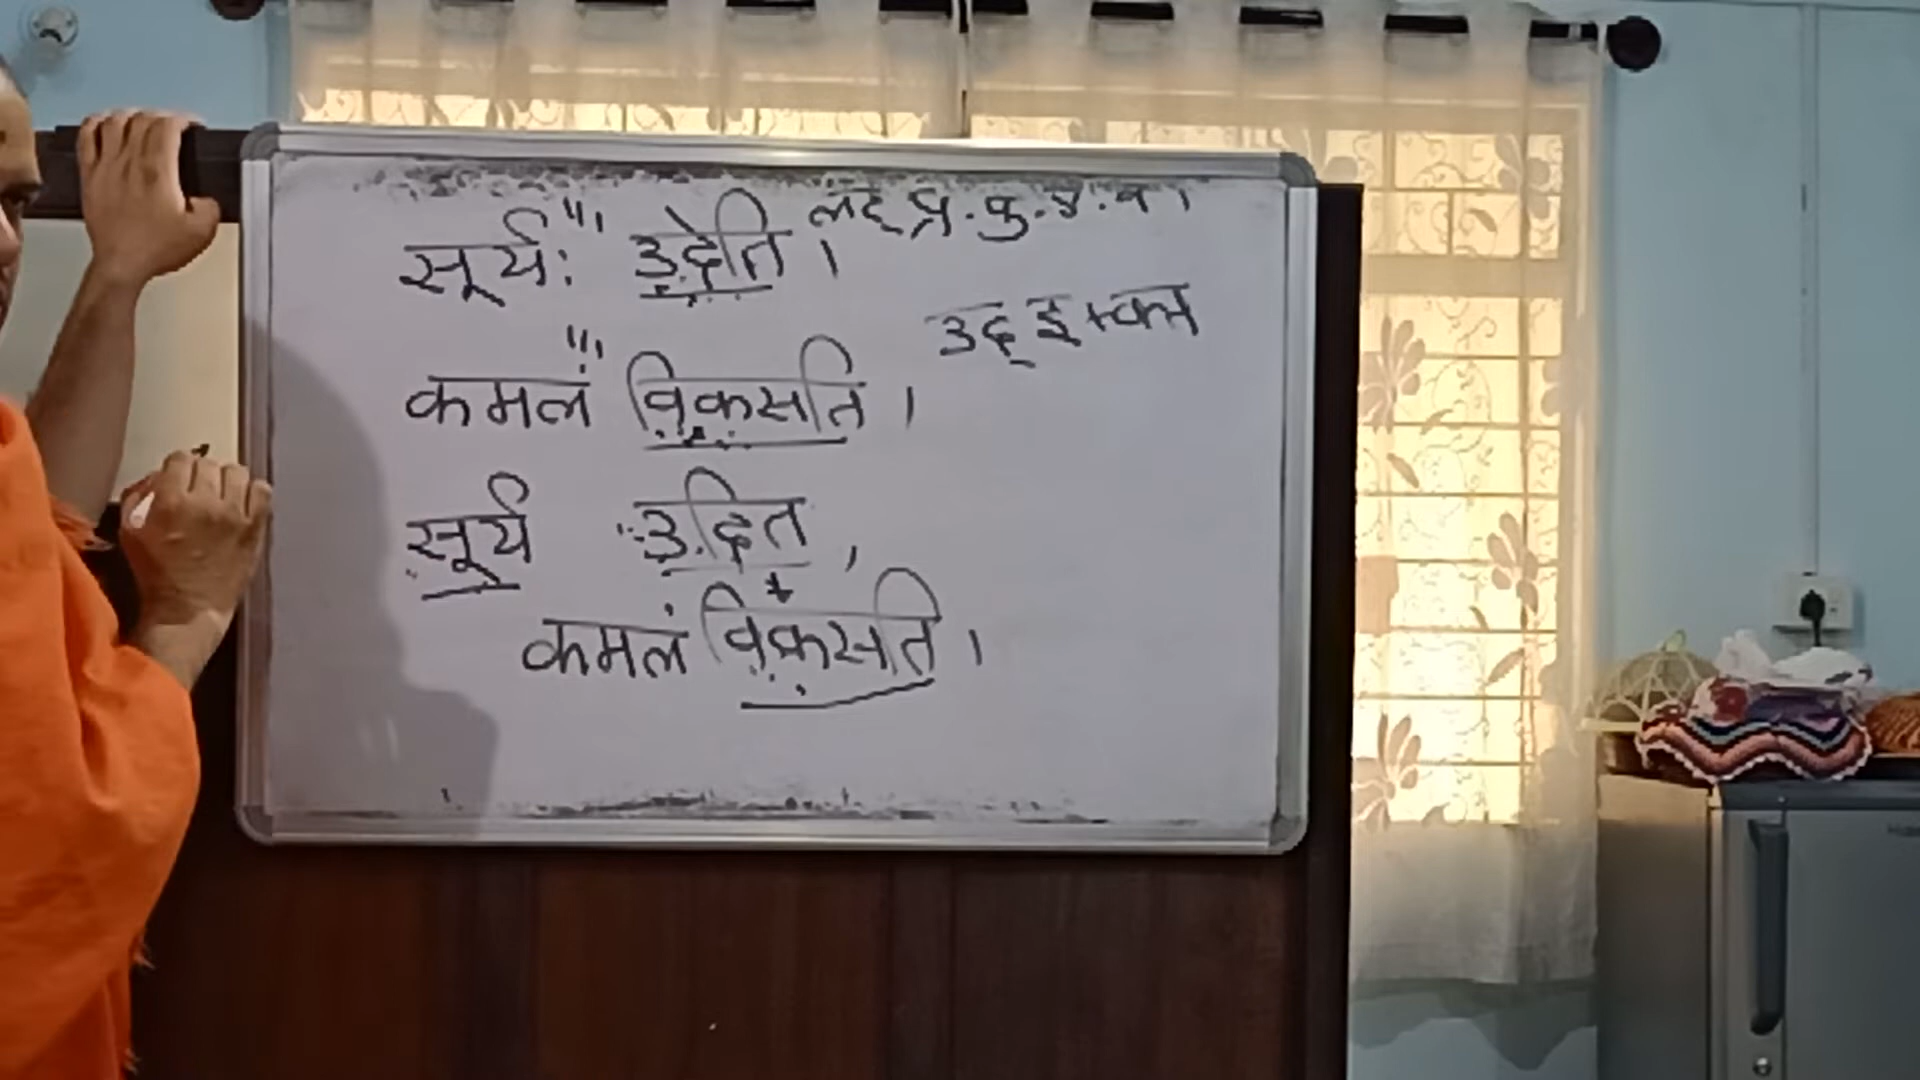 सूर्यः उदेति । लट् प्र. पु. ए. व ।
उद् इ + क्त
कमलं विकसति ।
सूर्य उदित ,
कमलं विकसति ।